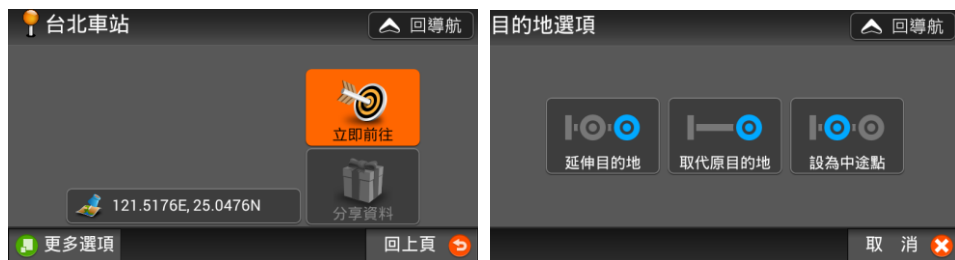 台北車站
回導航
立即前往
121.5176E, 25.0476N
分享資料
更多選項
回上頁
目的地選項
回導航
延伸目的地
取代原目的地
設為中途點
取 消